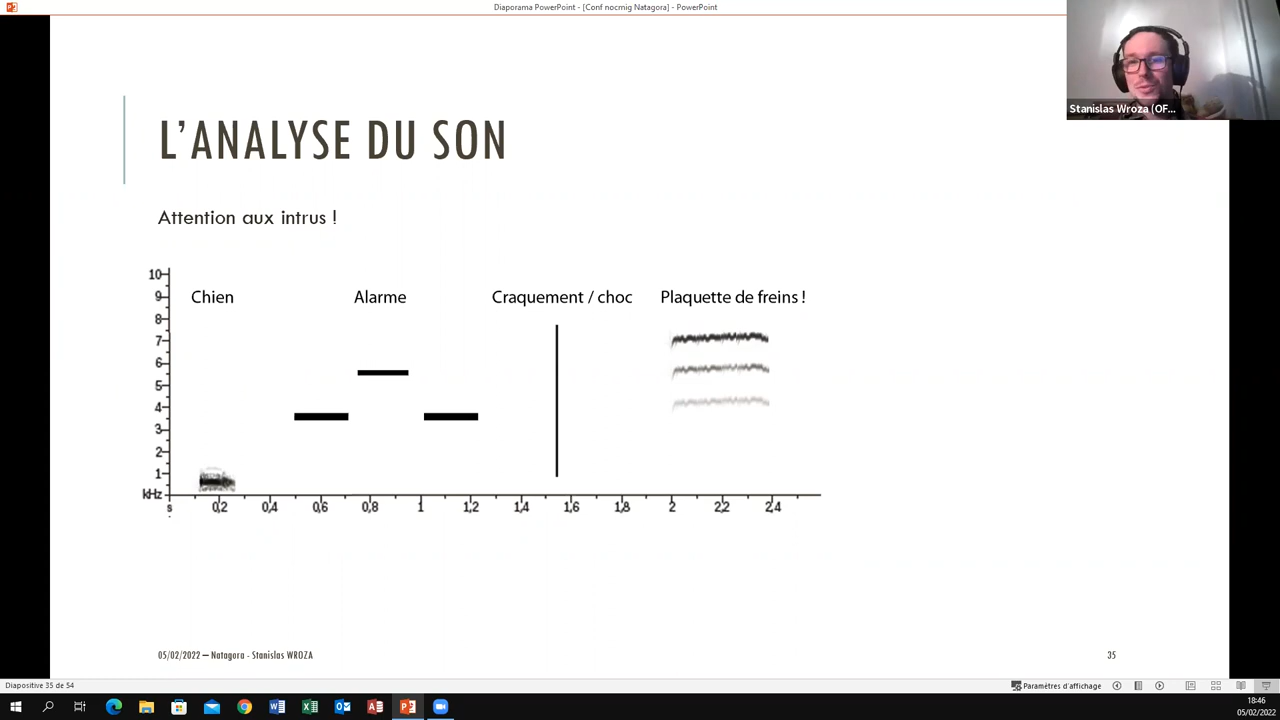 Diaporama PowerPoint - [Conf nocmig Natagora] - PowerPoint
Stanislas Wroza (OF...
L'ANALYSE DU SON
Attention aux intrus !
Chien Alarme Craquement / choc Plaquette de freins !
10
9
8
7
6
5
4
3
2
1
kHz
s 0,2 0,4 0,6 0,8 1 1,2 1,4 1,6 1,8 2 2,2 2,4
05/02/2022 – Natagora - Stanislas WROZA 35
Diapositive 35 de 54 Paramètres d'affichage
18:46
05/02/2022